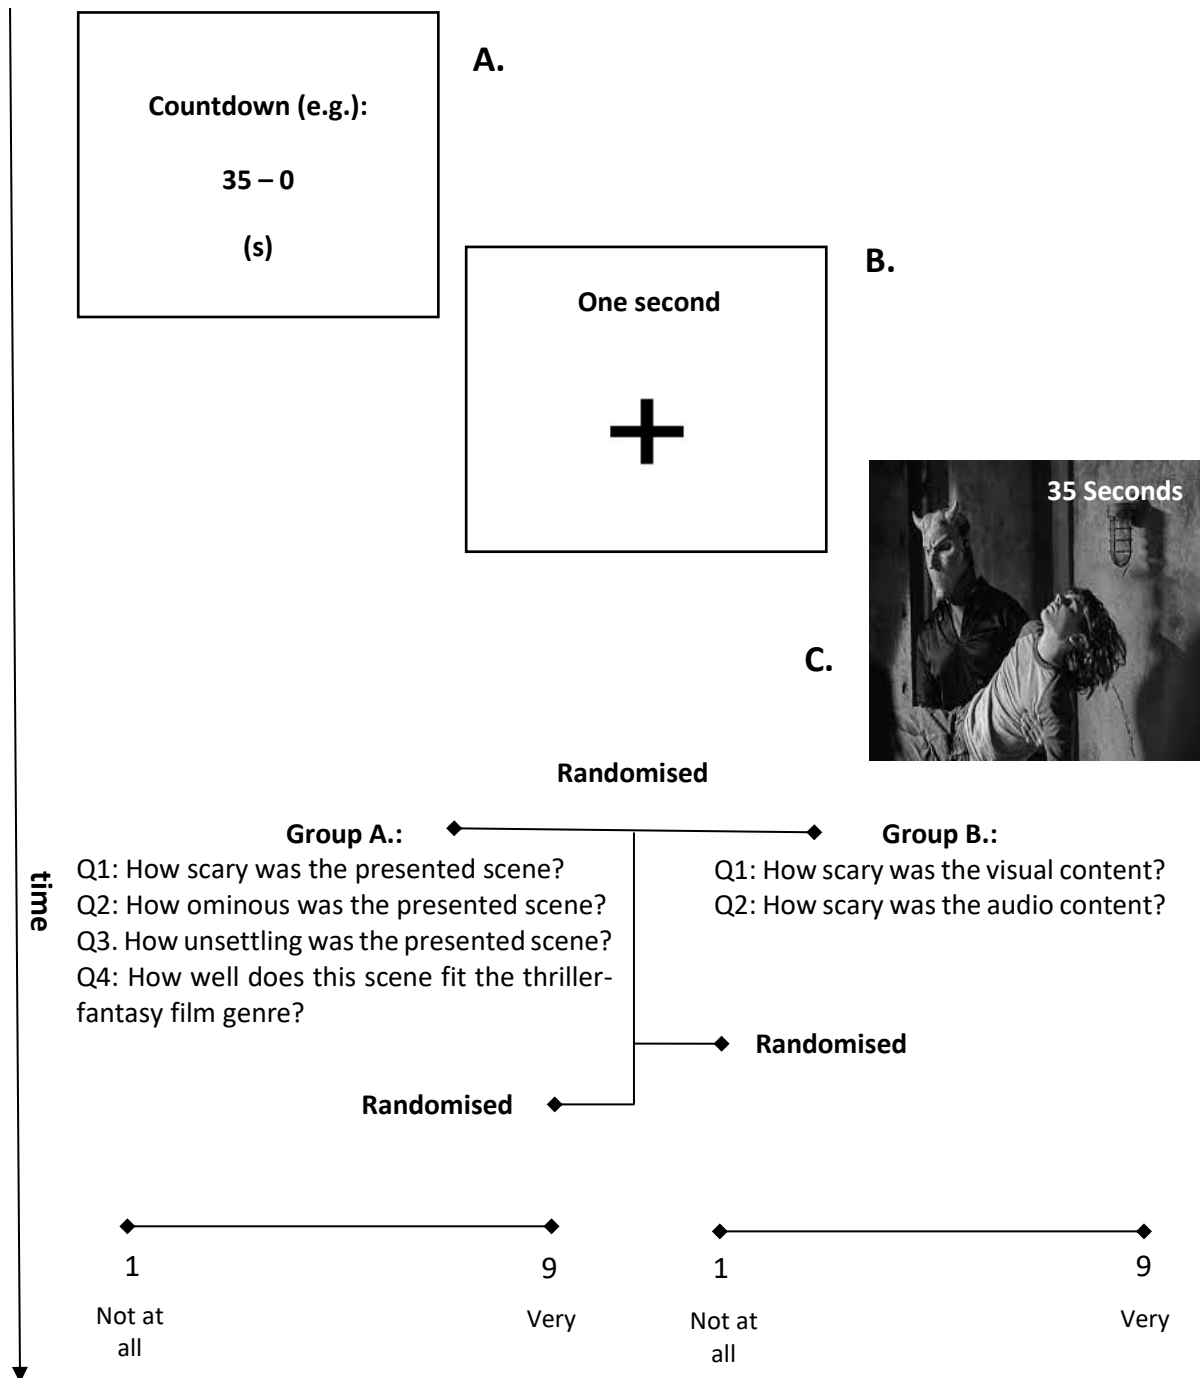 A.
Countdown (e.g.):
35 – 0
(s)
B.
One second
35 Seconds
C.
Randomised
Group A.:
Q1: How scary was the presented scene?
Q2: How ominous was the presented scene?
Q3. How unsettling was the presented scene?
Q4: How well does this scene fit the thriller-
fantasy film genre?
Group B.:
Q1: How scary was the visual content?
Q2: How scary was the audio content?
time
Randomised
Randomised
1
9
Not at
all
Very
1
9
Not at
all
Very